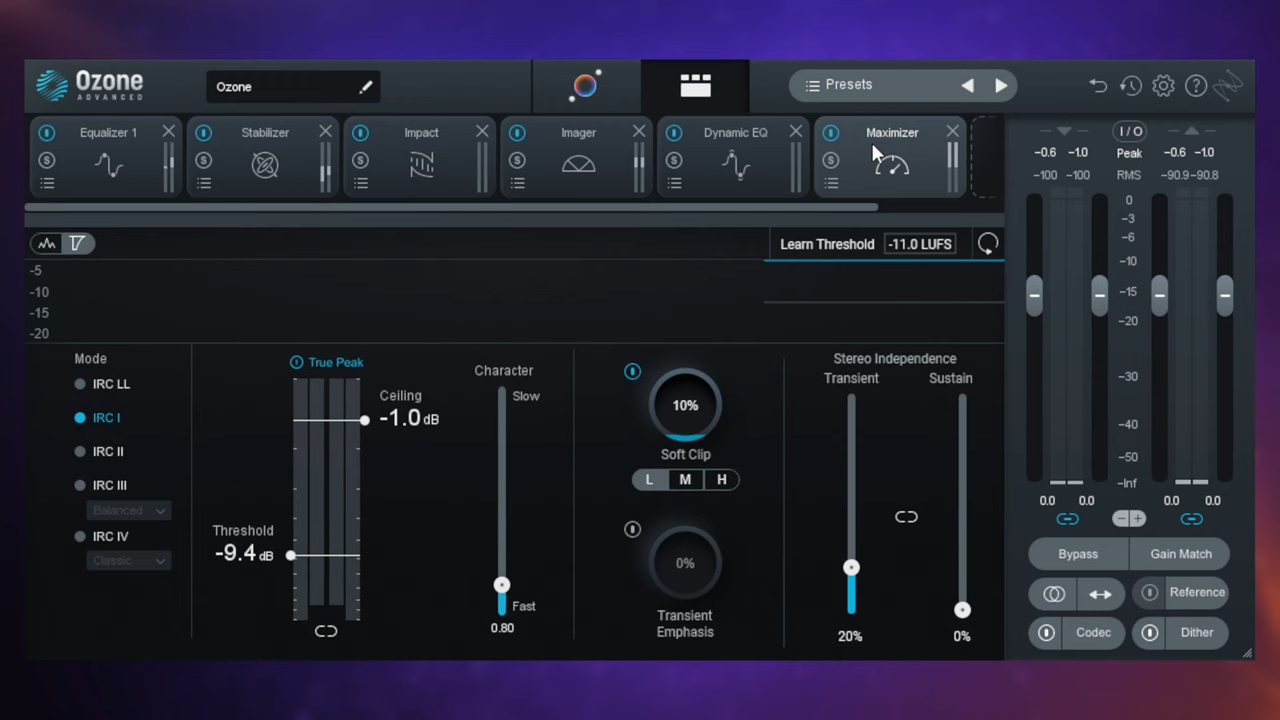 Ozone
ADVANCED
Ozone
Presets
Equalizer 1
Stabilizer
Impact
Imager
Dynamic EQ
Maximizer
S
S
S
S
S
S
I / O
-0.6 -1.0 Peak -0.6 -1.0
-100 -100 RMS -90.9 -90.8
Learn Threshold -11.0 LUFS
-5
-10
-15
-20
Mode
IRC LL
IRC I
IRC II
IRC III
Balanced
IRC IV
Classic
True Peak
Ceiling
-1.0 dB
Threshold
-9.4 dB
Character
Slow
Fast
0.80
10%
Soft Clip
L M H
0%
Transient
Emphasis
Stereo Independence
Transient Sustain
20% 0%
0
-3
-6
-10
-15
-20
-30
-40
-50
-Inf
0.0 0.0 0.0 0.0
Bypass Gain Match
Reference
Codec Dither